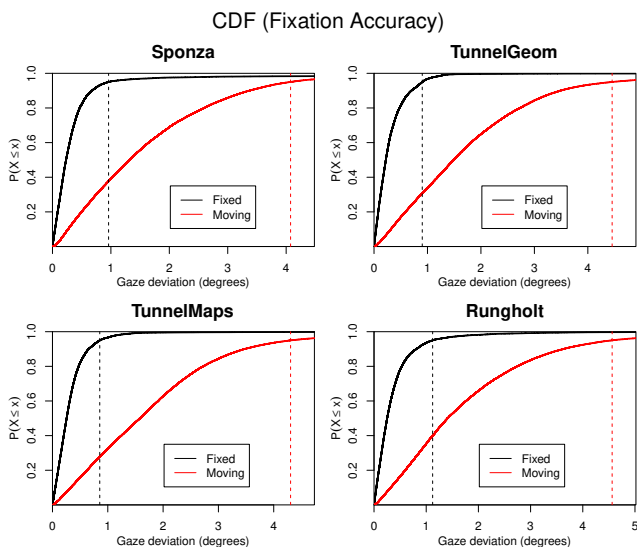 CDF (Fixation Accuracy)
Sponza
P(X ≤ x)
0.2 0.4 0.6 0.8 1.0
Fixed
Moving
0 1 2 3 4
Gaze deviation (degrees)
TunnelGeom
P(X ≤ x)
0.2 0.4 0.6 0.8 1.0
Fixed
Moving
0 1 2 3 4
Gaze deviation (degrees)
TunnelMaps
P(X ≤ x)
0.2 0.4 0.6 0.8 1.0
Fixed
Moving
0 1 2 3 4
Gaze deviation (degrees)
Rungholt
P(X ≤ x)
0.2 0.4 0.6 0.8 1.0
Fixed
Moving
0 1 2 3 4 5
Gaze deviation (degrees)